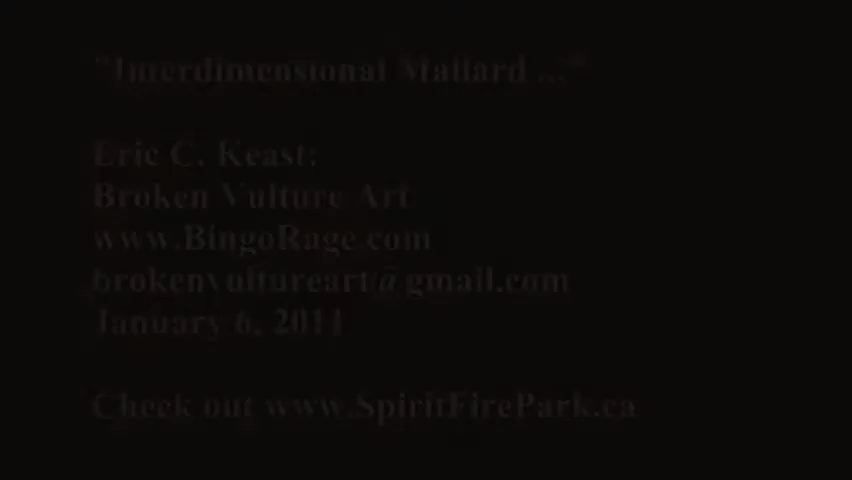 "Interdimensional Mallard ..."
Eric C. Keast:
Broken Vulture Art
www.BingoRage.com
brokenvultureart@gmail.com
January 6, 2011
Check out www.SpiritFirePark.ca